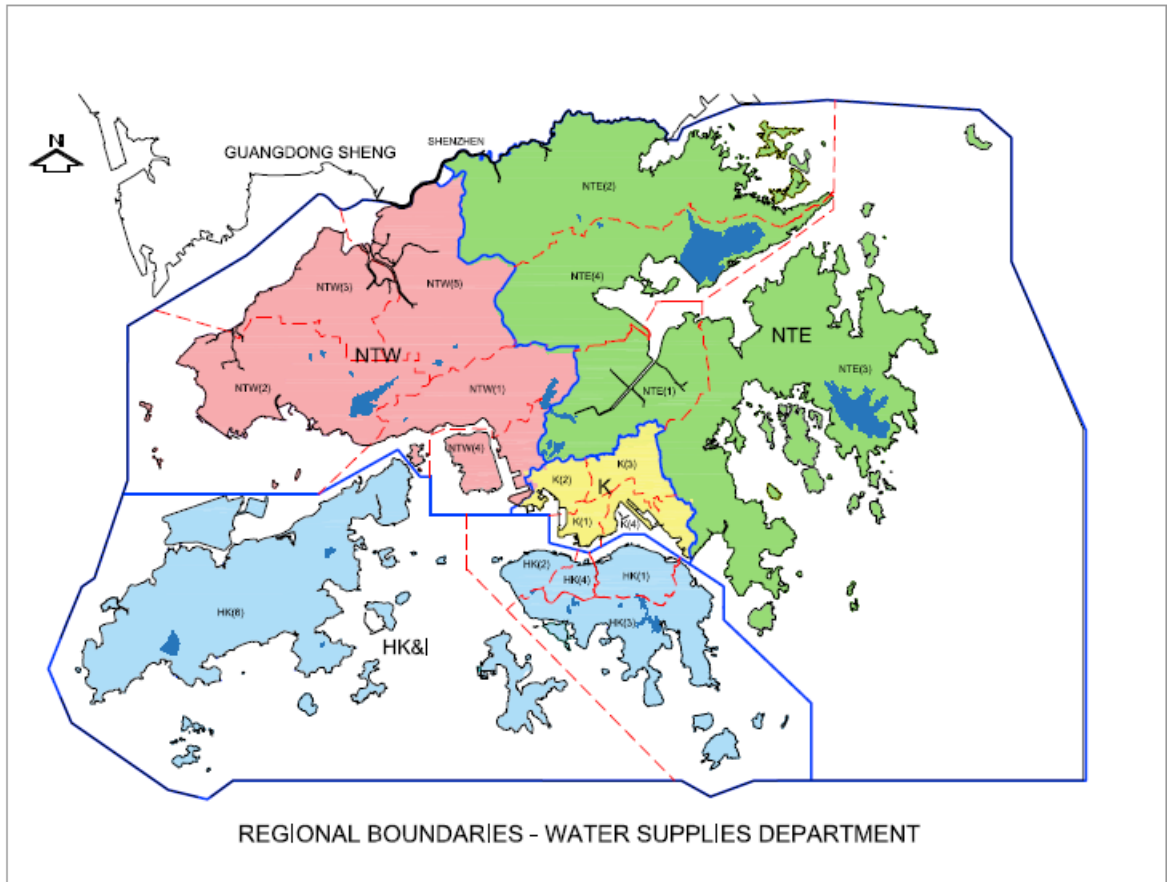 N
GUANGDONG SHENG
SHENZHEN
NTE(2)
NTW(3)
NTW(5)
NTE(4)
NTW
NTE
NTW(2)
NTW(1)
NTE(1)
NTE(3)
NTW(4)
K(2)
K(3)
K
K(1)
K(4)
HK(2)
HK(4)
HK(1)
HK(6)
HK(3)
HK&I
REGIONAL BOUNDARIES - WATER SUPPLIES DEPARTMENT